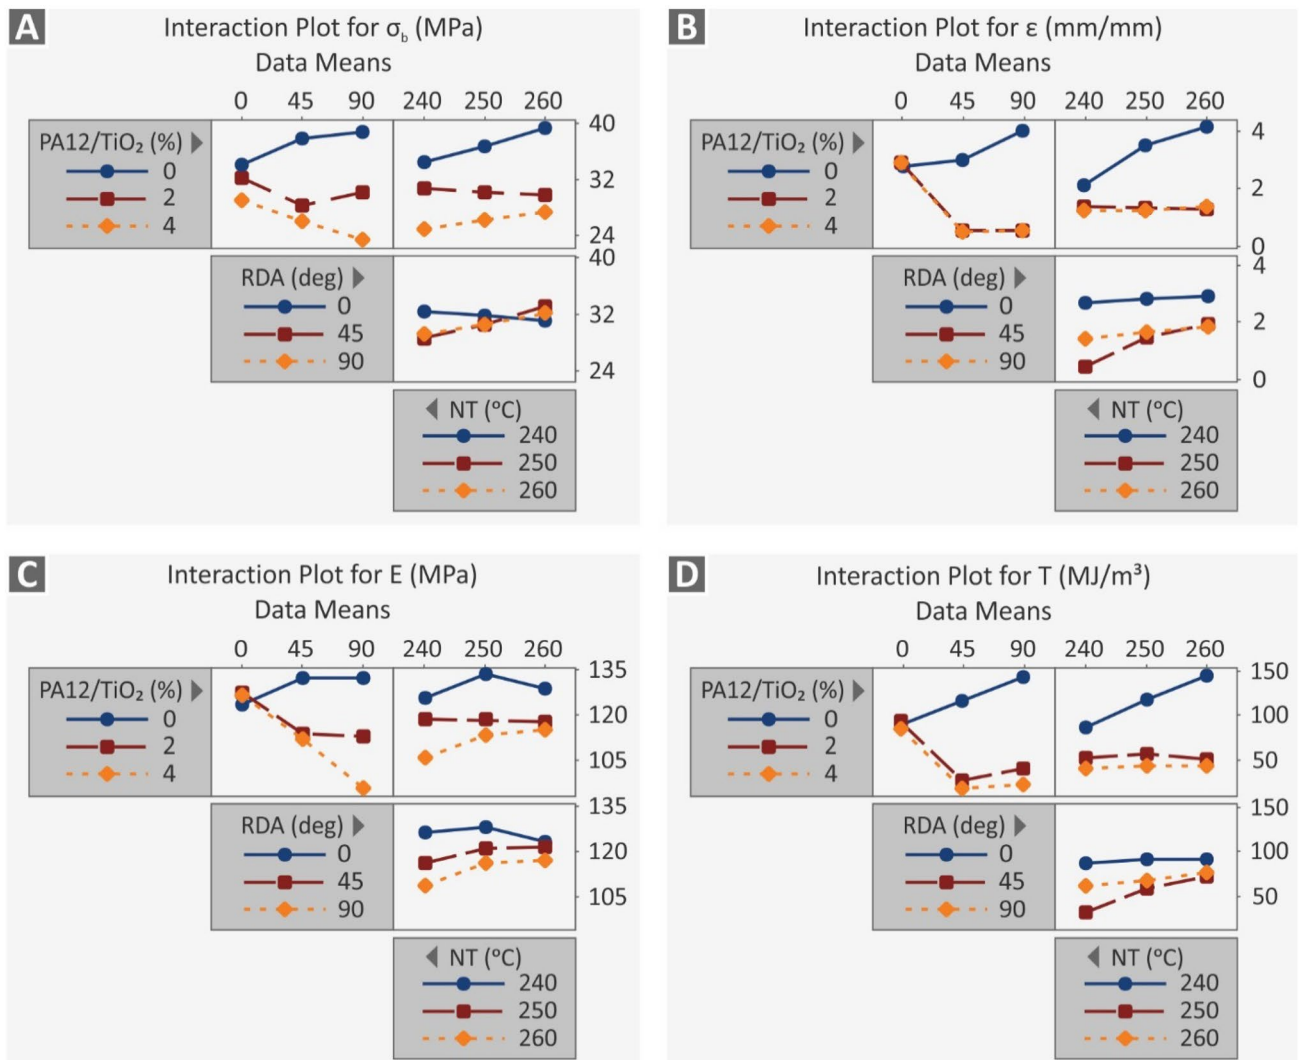 A
Interaction Plot for σb (MPa)
Data Means
0 45 90 240 250 260
PA12/TiO₂ (%)
0
2
4
40
32
24
RDA (deg)
0
45
90
40
32
24
NT (ºC)
240
250
260
B
Interaction Plot for ε (mm/mm)
Data Means
0 45 90 240 250 260
PA12/TiO₂ (%)
0
2
4
4
2
0
RDA (deg)
0
45
90
4
2
0
NT (ºC)
240
250
260
C
Interaction Plot for E (MPa)
Data Means
0 45 90 240 250 260
PA12/TiO₂ (%)
0
2
4
135
120
105
RDA (deg)
0
45
90
135
120
105
NT (ºC)
240
250
260
D
Interaction Plot for T (MJ/m³)
Data Means
0 45 90 240 250 260
PA12/TiO₂ (%)
0
2
4
150
100
50
RDA (deg)
0
45
90
150
100
50
NT (ºC)
240
250
260